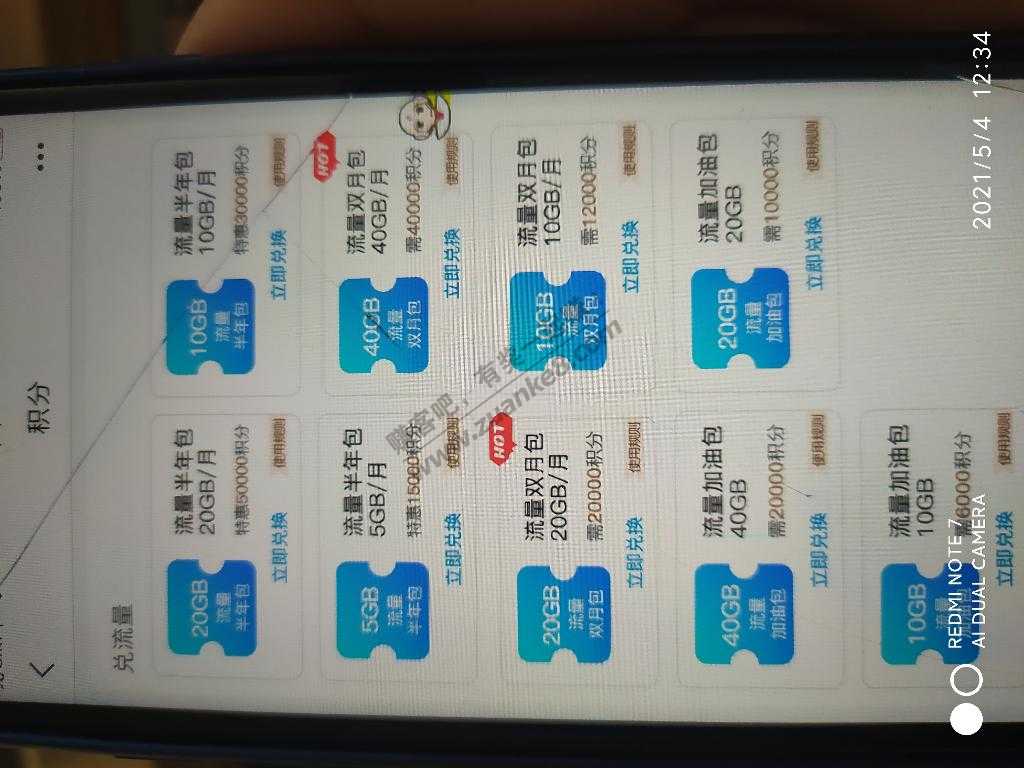 积分
兑流量
20GB
流量
半年包
流量半年包
20GB/月
特惠50000积分
立即兑换
使用规则
10GB
流量
半年包
流量半年包
10GB/月
特惠30000积分
立即兑换
使用规则
5GB
流量
半年包
流量半年包
5GB/月
特惠15000积分
立即兑换
使用规则
HOT
40GB
流量
双月包
流量双月包
40GB/月
需40000积分
立即兑换
使用规则
HOT
20GB
流量
双月包
流量双月包
20GB/月
需20000积分
立即兑换
使用规则
10GB
流量
双月包
流量双月包
10GB/月
需12000积分
立即兑换
使用规则
40GB
流量
加油包
流量加油包
40GB
需20000积分
立即兑换
使用规则
20GB
流量
加油包
流量加油包
20GB
需10000积分
立即兑换
使用规则
10GB
流量
流量加油包
10GB
需6000积分
立即兑换
使用规则
赚客吧，有奖一起赚
www.zuanke8.com
REDMI NOTE 7
AI DUAL CAMERA
2021/5/4 12:34